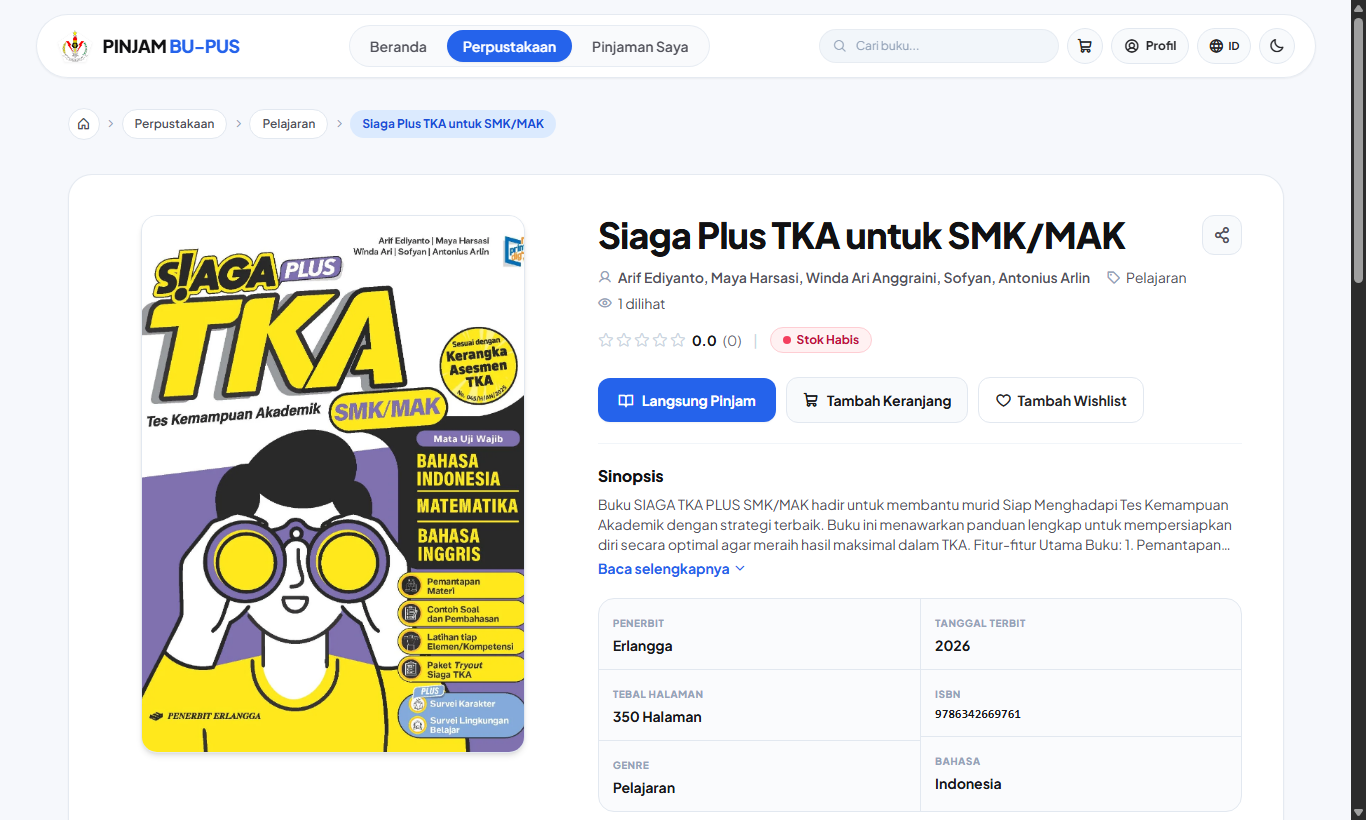 PINJAM BU-PUS
Beranda
Perpustakaan
Pinjaman Saya
Cari buku...
Profil
ID
Perpustakaan
Pelajaran
Siaga Plus TKA untuk SMK/MAK
Arif Ediyanto | Maya Harsasi
Winda Ari | Sofyan | Antonius Arlin
S!AGA PLUS
TKA
Sesuai dengan
Kerangka
Asesmen
TKA
Tes Kemampuan Akademik
SMK/MAK
Mata Uji Wajib
BAHASA
INDONESIA
MATEMATIKA
BAHASA
INGGRIS
Pemantapan
Materi
Contoh Soal
dan Pembahasan
Latihan tiap
Elemen/Kompetensi
Paket Tryout
Siaga TKA
PLUS
Survei Karakter
Survei Lingkungan
Belajar
PENERBIT ERLANGGA
Siaga Plus TKA untuk SMK/MAK
Arif Ediyanto, Maya Harsasi, Winda Ari Anggraini, Sofyan, Antonius Arlin
Pelajaran
1 dilihat
0.0 (0) | Stok Habis
Langsung Pinjam
Tambah Keranjang
Tambah Wishlist
Sinopsis
Buku SIAGA TKA PLUS SMK/MAK hadir untuk membantu murid Siap Menghadapi Tes Kemampuan
Akademik dengan strategi terbaik. Buku ini menawarkan panduan lengkap untuk mempersiapkan
diri secara optimal agar meraih hasil maksimal dalam TKA. Fitur-fitur Utama Buku: 1. Pemantapan...
Baca selengkapnya
PENERBIT
Erlangga
TANGGAL TERBIT
2026
TEBAL HALAMAN
350 Halaman
ISBN
9786342669761
GENRE
Pelajaran
BAHASA
Indonesia